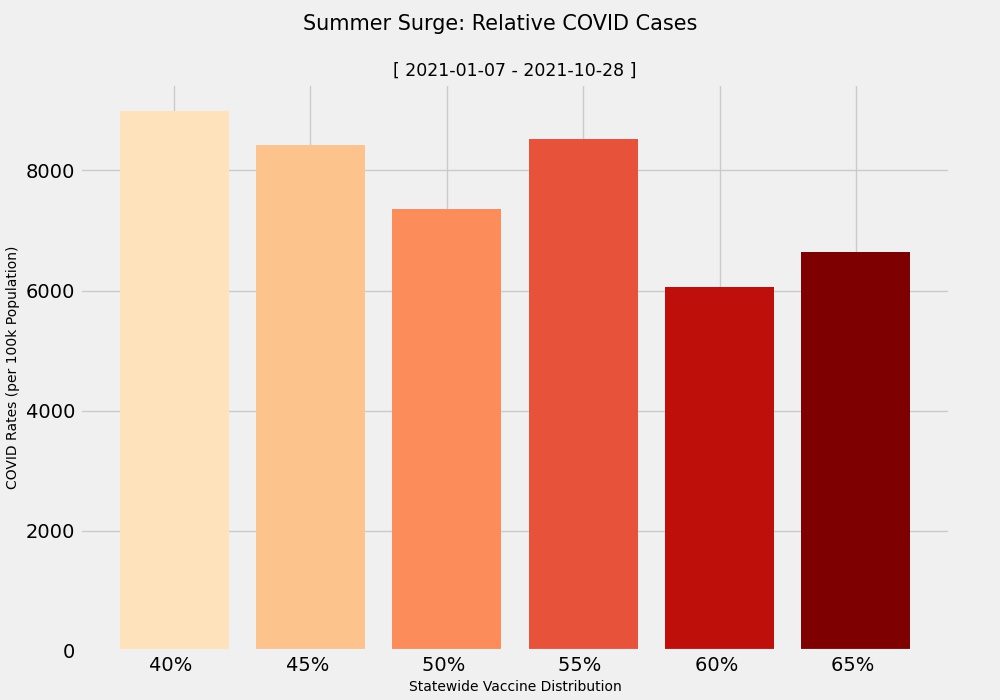 Summer Surge: Relative COVID Cases
[ 2021-01-07 - 2021-10-28 ]
COVID Rates (per 100k Population)
8000
6000
4000
2000
0
40%
45%
50%
55%
60%
65%
Statewide Vaccine Distribution